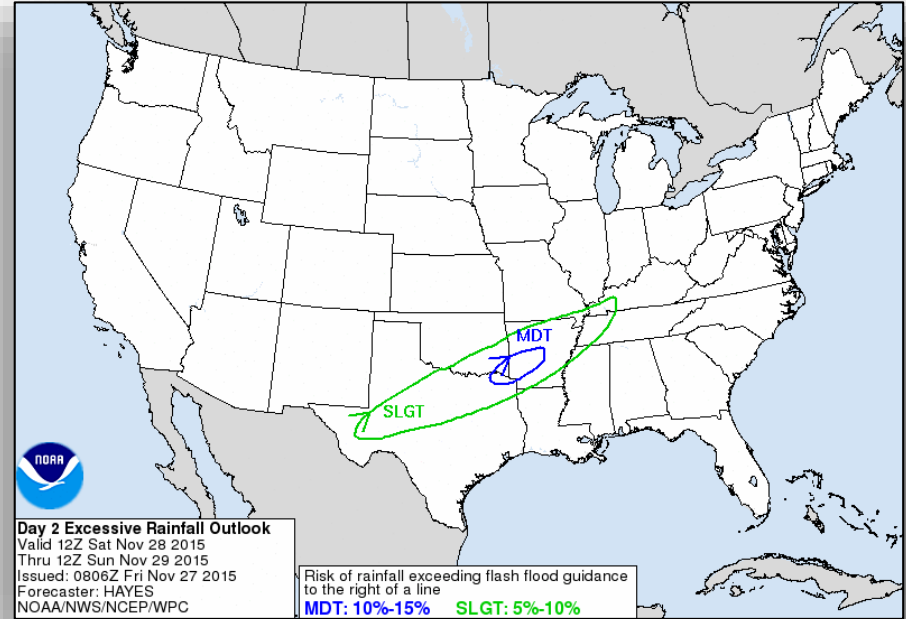 MDT
SLGT
NOAA
Day 2 Excessive Rainfall Outlook
Valid 12Z Sat Nov 28 2015
Thru 12Z Sun Nov 29 2015
Issued: 0806Z Fri Nov 27 2015
Forecaster: HAYES
NOAA/NWS/NCEP/WPC
Risk of rainfall exceeding flash flood guidance
to the right of a line
MDT: 10%-15% SLGT: 5%-10%